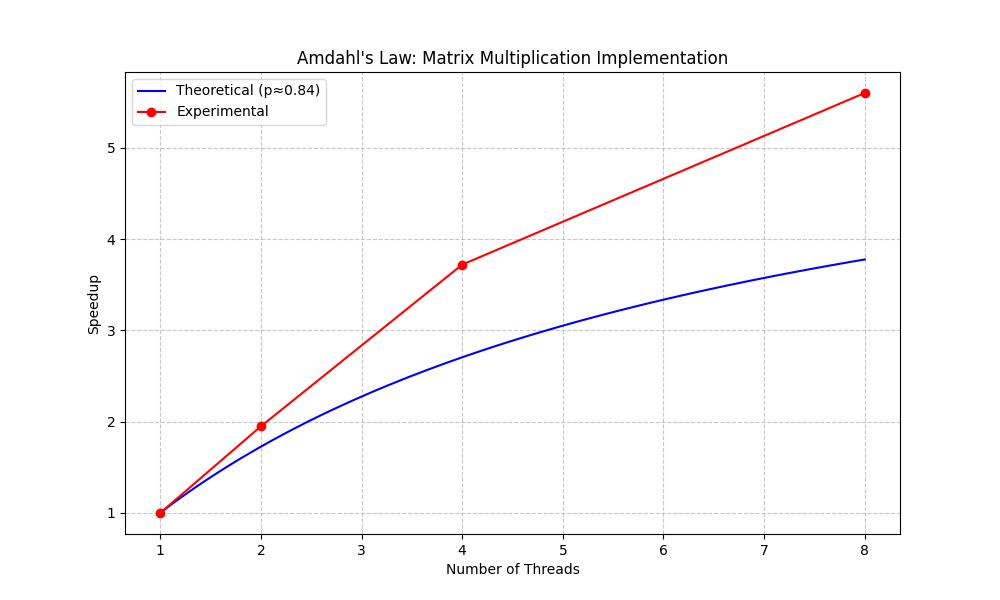 Amdahl's Law: Matrix Multiplication Implementation
Theoretical (p≈0.84)
Experimental
5
4
3
2
1
Speedup
1 2 3 4 5 6 7 8
Number of Threads